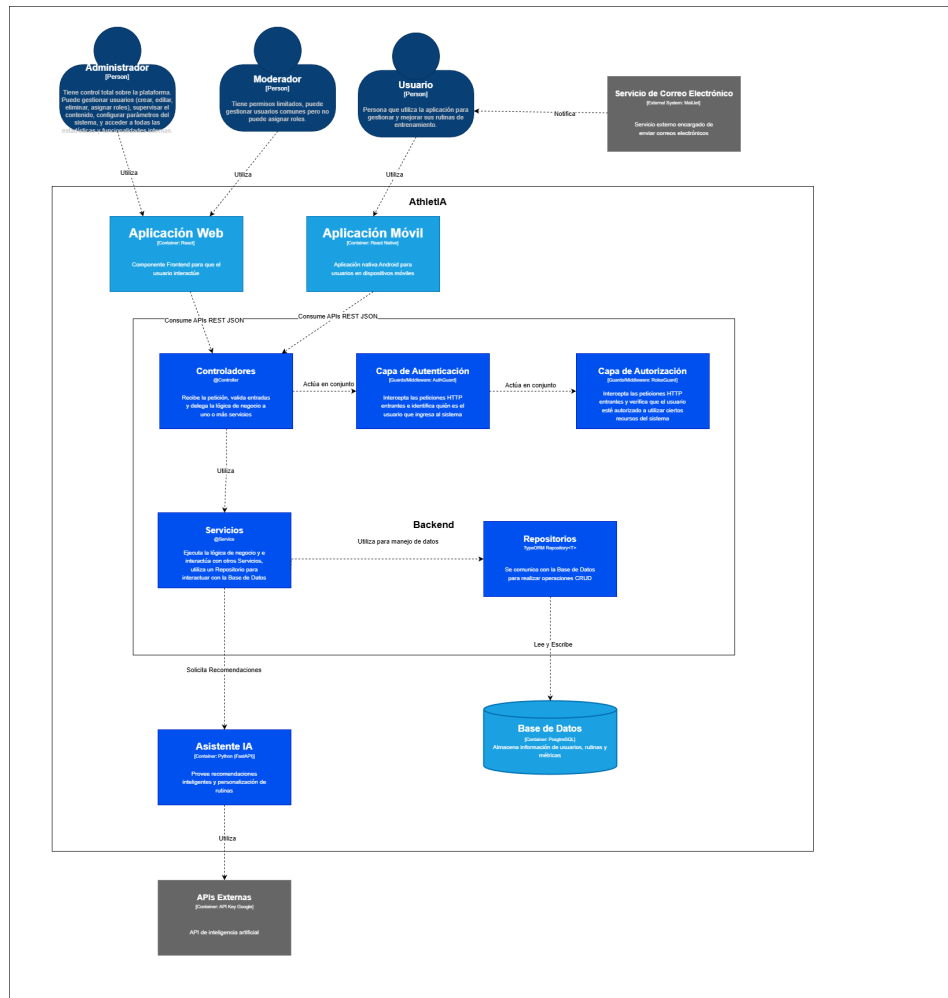 Administrador
[Person]
Tiene control total sobre la plataforma.
Puede gestionar usuarios (crear, editar,
eliminar, asignar roles), supervisar el
contenido, configurar parámetros del
sistema, y acceder a todas las
estadísticas y funcionalidades internas
Moderador
[Person]
Tiene permisos limitados, puede
gestionar usuarios comunes pero no
puede asignar roles.
Usuario
[Person]
Persona que utiliza la aplicación para
gestionar y mejorar sus rutinas de
entrenamiento.
Servicio de Correo Electrónico
[External System: MailJet]
Servicio externo encargado de
enviar correos electrónicos
Notifica
Utiliza
Utiliza
Utiliza
AthletIA
Aplicación Web
[Container: React]
Componente Frontend para que el
usuario interactúe
Aplicación Móvil
[Container: React Native]
Aplicación nativa Android para
usuarios en dispositivos móviles
Consume APIs REST JSON
Consume APIs REST JSON
Controladores
@Controller
Recibe la petición, valida entradas
y delega la lógica de negocio a
uno o más servicios
Actúa en conjunto
Capa de Autenticación
[Guards/Middleware: AuthGuard]
Intercepta las peticiones HTTP
entrantes e identifica quién es el
usuario que ingresa al sistema
Actúa en conjunto
Capa de Autorización
[Guards/Middleware: RolesGuard]
Intercepta las peticiones HTTP
entrantes y verifica que el usuario
esté autorizado a utilizar ciertos
recursos del sistema
Utiliza
Servicios
@Service
Ejecuta la lógica de negocio y e
interactúa con otros Servicios,
utiliza un Repositorio para
interactuar con la Base de Datos
Backend
Utiliza para manejo de datos
Repositorios
TypeORM Repository<T>
Se comunica con la Base de Datos
para realizar operaciones CRUD
Lee y Escribe
Solicita Recomendaciones
Base de Datos
[Container: PostgreSQL]
Almacena información de usuarios, rutinas y
métricas
Asistente IA
[Container: Python (FastAPI)]
Provee recomendaciones
inteligentes y personalización de
rutinas
Utiliza
APIs Externas
[Container: API Key Google]
API de inteligencia artificial